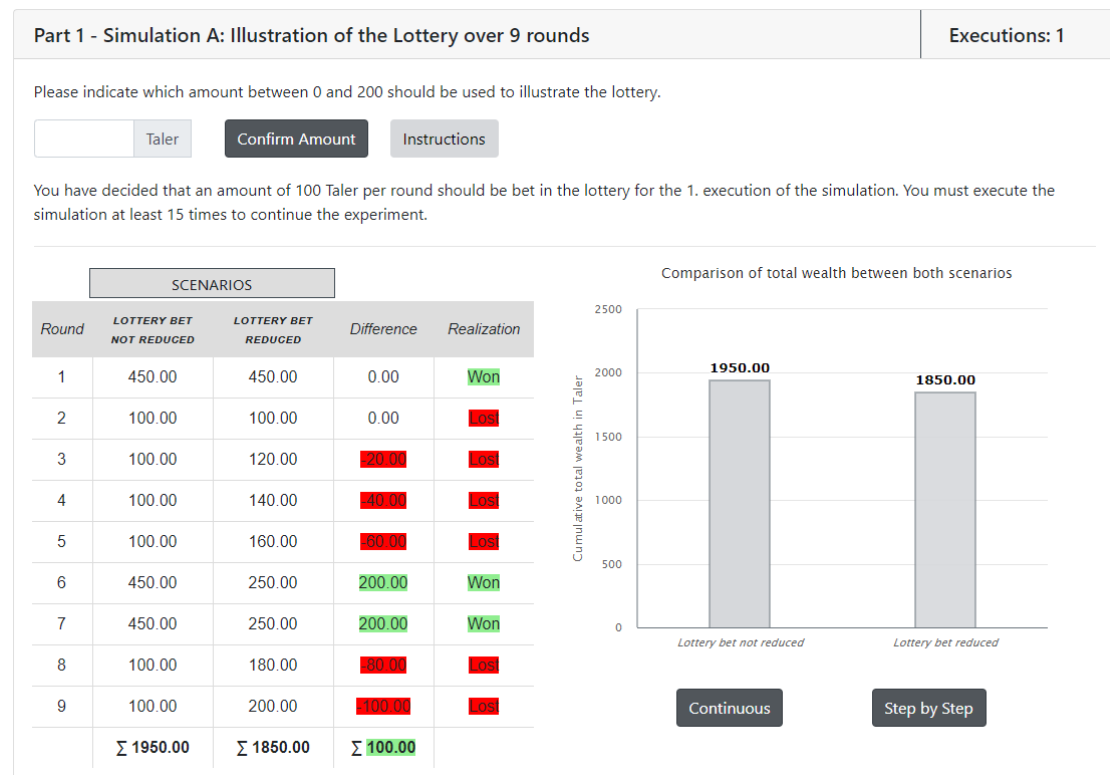 Part 1 - Simulation A: Illustration of the Lottery over 9 rounds
Executions: 1
Please indicate which amount between 0 and 200 should be used to illustrate the lottery.
Taler
Confirm Amount
Instructions
You have decided that an amount of 100 Taler per round should be bet in the lottery for the 1. execution of the simulation. You must execute the
simulation at least 15 times to continue the experiment.
SCENARIOS
Round LOTTERY BET NOT REDUCED LOTTERY BET REDUCED Difference Realization
1 450.00 450.00 0.00 Won
2 100.00 100.00 0.00 Lost
3 100.00 120.00 -20.00 Lost
4 100.00 140.00 -40.00 Lost
5 100.00 160.00 -60.00 Lost
6 450.00 250.00 200.00 Won
7 450.00 250.00 200.00 Won
8 100.00 180.00 -80.00 Lost
9 100.00 200.00 -100.00 Lost
∑ 1950.00 ∑ 1850.00 ∑ 100.00
Comparison of total wealth between both scenarios
Cumulative total wealth in Taler
2500
2000
1500
1000
500
0
1950.00
1850.00
Lottery bet not reduced
Lottery bet reduced
Continuous
Step by Step